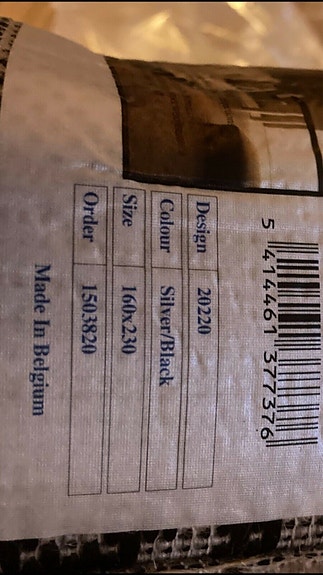 5 414461 377376
Design 20220
Colour Silver/Black
Size 160x230
Order 1503820
Made In Belgium